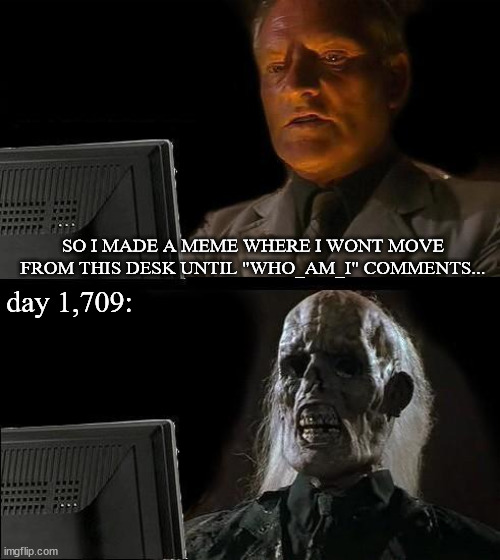 SO I MADE A MEME WHERE I WONT MOVE
FROM THIS DESK UNTIL "WHO_AM_I" COMMENTS...
day 1,709:
imgflip.com